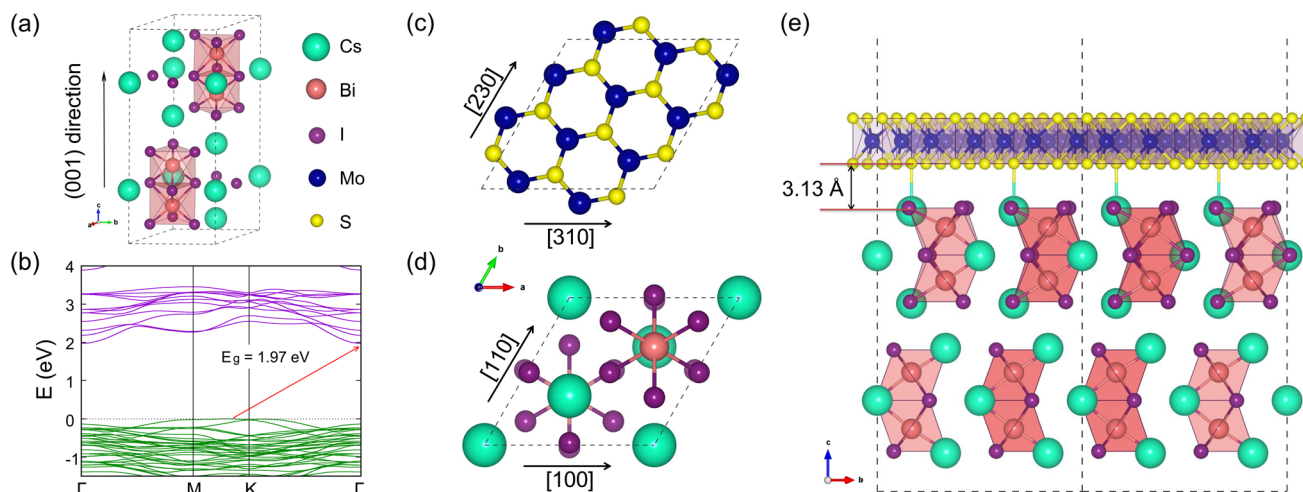 (a)
(001) direction
c
a
b
Cs
Bi
I
Mo
S
(b)
E (eV)
4
3
2
1
0
-1
E g = 1.97 eV
Γ
M
K
Γ
(c)
[230]
[310]
(d)
b
a
[110]
[100]
(e)
3.13 Å
c
b